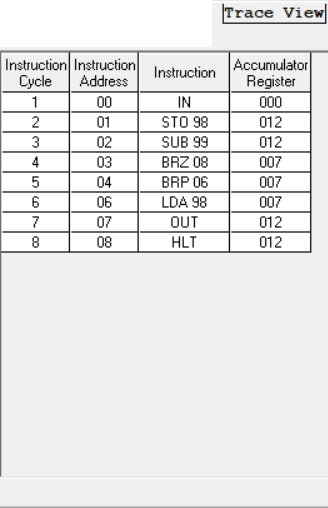 Trace View
Instruction Cycle Instruction Address Instruction Accumulator Register
1 00 IN 000
2 01 STO 98 012
3 02 SUB 99 012
4 03 BRZ 08 007
5 04 BRP 06 007
6 06 LDA 98 007
7 07 OUT 012
8 08 HLT 012